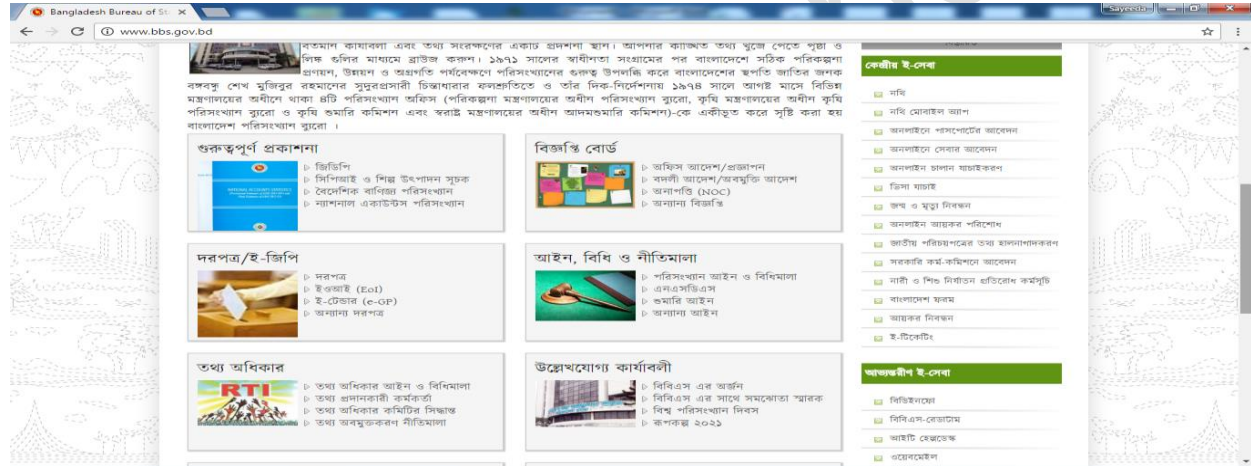 Bangladesh Bureau of St
Sayeeda
www.bbs.gov.bd
বর্তমান কার্যাবলী এবং তথ্য সংরক্ষণের একটি প্রদর্শনী স্থান। আপনার কাঙ্খিত তথ্য খুজে পেতে পৃষ্ঠা ও
লিঙ্ক গুলির মাধ্যমে ব্রাউজ করুন। ১৯৭১ সালের স্বাধীনতা সংগ্রামের পর বাংলাদেশে সঠিক পরিকল্পনা
প্রণয়ন, উন্নয়ন ও অগ্রগতি পর্যবেক্ষণে পরিসংখ্যানের গুরুত্ব উপলব্ধি করে বাংলাদেশের স্থপতি জাতির জনক
বঙ্গবন্ধু শেখ মুজিবুর রহমানের সুদুরপ্রসারী চিন্তাধারার ফলশ্রুতিতে ও তাঁর দিক-নির্দেশনায় ১৯৭৪ সালে আগষ্ট মাসে বিভিন্ন
মন্ত্রণালয়ের অধীনে থাকা ৪টি পরিসংখ্যান অফিস (পরিকল্পনা মন্ত্রণালয়ের অধীন পরিসংখ্যান ব্যুরো, কৃষি মন্ত্রণালয়ের অধীন কৃষি
পরিসংখ্যান ব্যুরো ও কৃষি শুমারি কমিশন এবং স্বরাষ্ট্র মন্ত্রণালয়ের অধীন আদমশুমারি কমিশন)-কে একীভূত করে সৃষ্টি করা হয়
বাংলাদেশ পরিসংখ্যান ব্যুরো ।
গুরুত্বপূর্ণ প্রকাশনা
জিডিপি
সিপিআই ও শিল্প উৎপাদন সূচক
বৈদেশিক বাণিজ্য পরিসংখ্যান
ন্যাশনাল একাউন্টস পরিসংখ্যান
বিজ্ঞপ্তি বোর্ড
অফিস আদেশ/প্রজ্ঞাপন
বদলী আদেশ/অবমুক্তি আদেশ
অনাপত্তি (NOC)
অন্যান্য বিজ্ঞপ্তি
দরপত্র/ই-জিপি
দরপত্র
ইওআই (EoI)
ই-টেন্ডার (e-GP)
অন্যান্য দরপত্র
আইন, বিধি ও নীতিমালা
পরিসংখ্যান আইন ও বিধিমালা
এনএসডিএস
শুমারি আইন
অন্যান্য আইন
তথ্য অধিকার
RTI
তথ্য অধিকার আইন ও বিধিমালা
তথ্য প্রদানকারী কর্মকর্তা
তথ্য অধিকার কমিটির সিদ্ধান্ত
তথ্য অবমুক্তকরণ নীতিমালা
উল্লেখযোগ্য কার্যাবলী
বিবিএস এর অর্জন
বিবিএস এর সাথে সমঝোতা স্মারক
বিশ্ব পরিসংখ্যান দিবস
রূপকল্প ২০২১
কেন্দ্রীয় ই-সেবা
নথি
নথি মোবাইল অ্যাপ
অনলাইনে পাসপোর্টের আবেদন
অনলাইনে সেবার আবেদন
অনলাইন চালান যাচাইকরণ
ভিসা যাচাই
জন্ম ও মৃত্যু নিবন্ধন
অনলাইন আয়কর পরিশোধ
জাতীয় পরিচয়পত্রের তথ্য হালনাগাদকরণ
সরকারি কর্ম-কমিশনে আবেদন
নারী ও শিশু নির্যাতন প্রতিরোধ কর্মসূচি
বাংলাদেশ ফরম
আয়কর নিবন্ধন
ই-টিকেটিং
আভ্যন্তরীণ ই-সেবা
বিডিইনফো
বিবিএস-রেডাটাম
আইটি হেল্পডেস্ক
ওয়েবমেইল